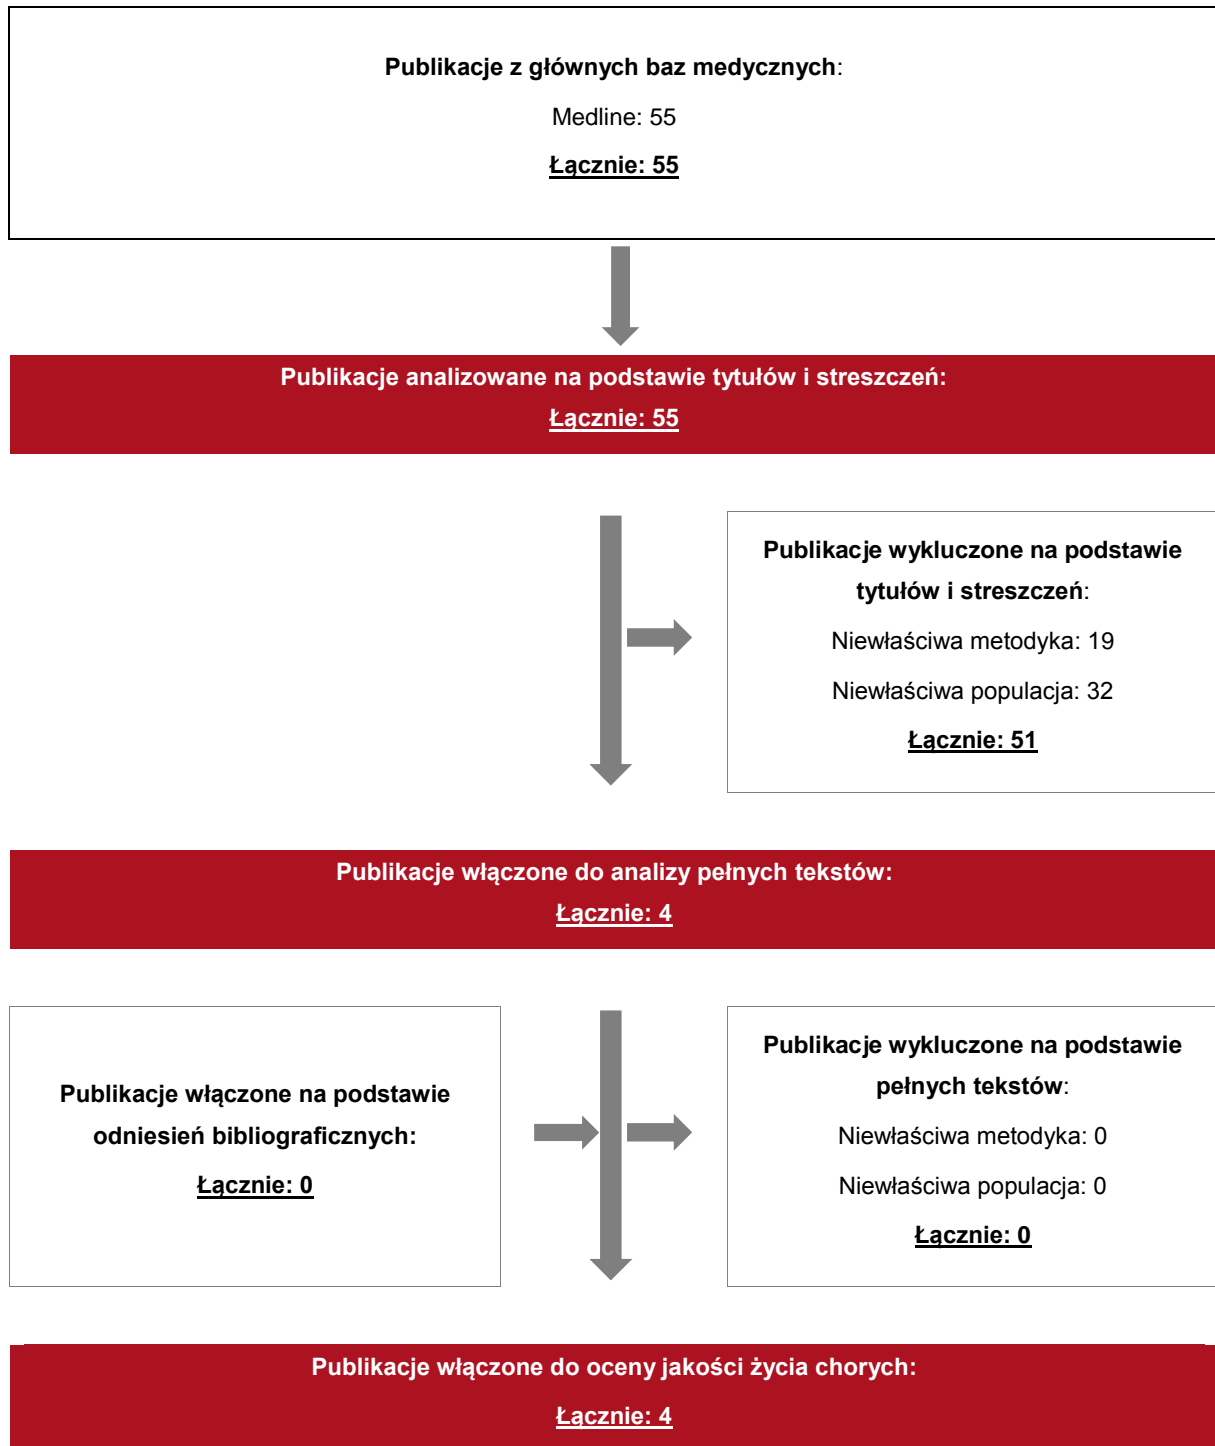 Publikacje z głównych baz medycznych:
Medline: 55
Łącznie: 55
Publikacje analizowane na podstawie tytułów i streszczeń:
Łącznie: 55
Publikacje wykluczone na podstawie
tytułów i streszczeń:
Niewłaściwa metodyka: 19
Niewłaściwa populacja: 32
Łącznie: 51
Publikacje włączone do analizy pełnych tekstów:
Łącznie: 4
Publikacje włączone na podstawie
odniesień bibliograficznych:
Łącznie: 0
Publikacje wykluczone na podstawie
pełnych tekstów:
Niewłaściwa metodyka: 0
Niewłaściwa populacja: 0
Łącznie: 0
Publikacje włączone do oceny jakości życia chorych:
Łącznie: 4